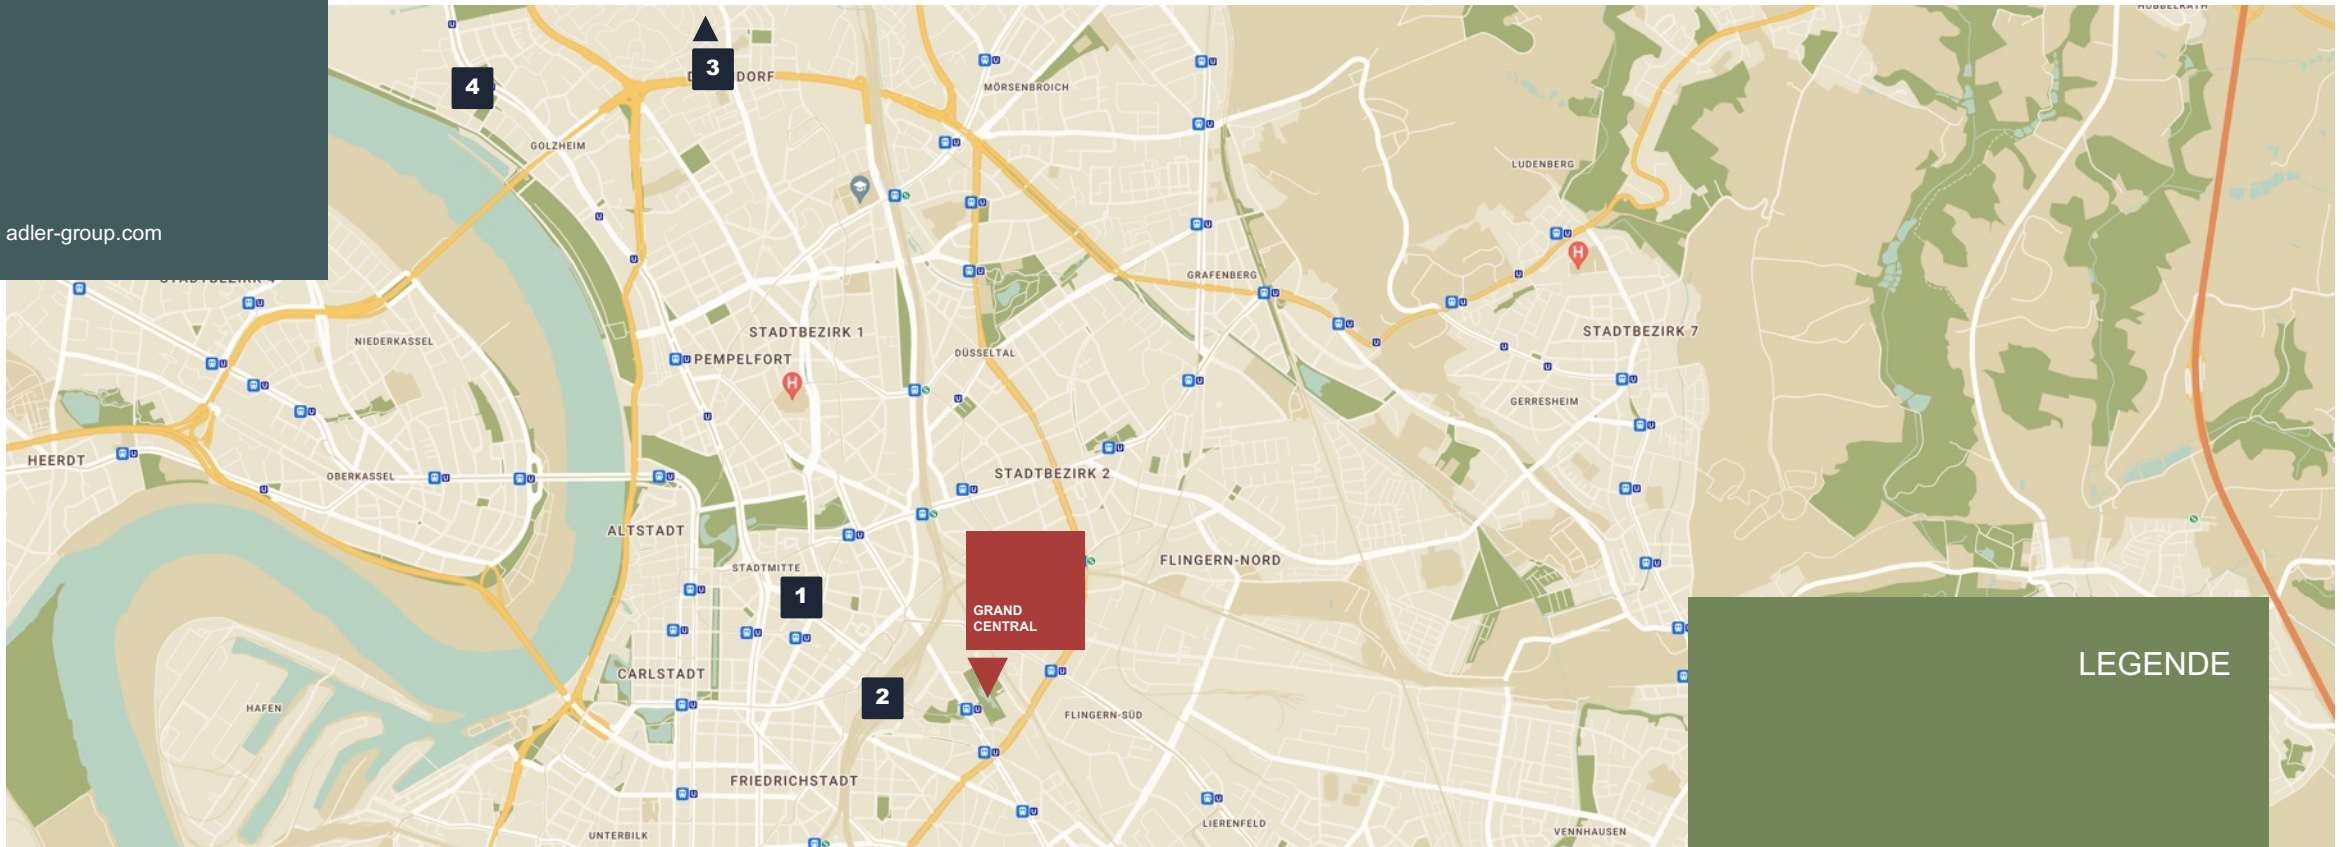 HUBBELRATH
4
3
DORF
MÖRSENBROICH
GOLZHEIM
LUDENBERG
adler-group.com
GRAFENBERG
NIEDERKASSEL
STADTBEZIRK 1
STADTBEZIRK 7
PEMPELFORT
DÜSSELTAL
H
H
GERRESHEIM
HEERDT
OBERKASSEL
STADTBEZIRK 2
ALTSTADT
STADTMITTE
FLINGERN-NORD
1
GRAND
CENTRAL
CARLSTADT
LEGENDE
2
HAFEN
FLINGERN-SÜD
FRIEDRICHSTADT
UNTERBILK
LIERENFELD
VENNHAUSEN